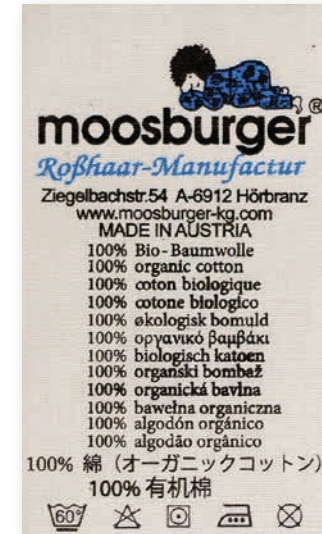 moosburger®
Roßhaar-Manufactur
Ziegelbachstr.54 A-6912 Hörbranz
www.moosburger-kg.com
MADE IN AUSTRIA
100% Bio-Baumwolle
100% organic cotton
100% coton biologique
100% cotone biologico
100% økologisk bomuld
100% οργανικό βαμβάκι
100% biologisch katoen
100% organski bombaž
100% organická bavlna
100% bawełna organiczna
100% algodón orgánico
100% algodão orgânico
100% 綿（オーガニックコットン）
100% 有机棉
60°